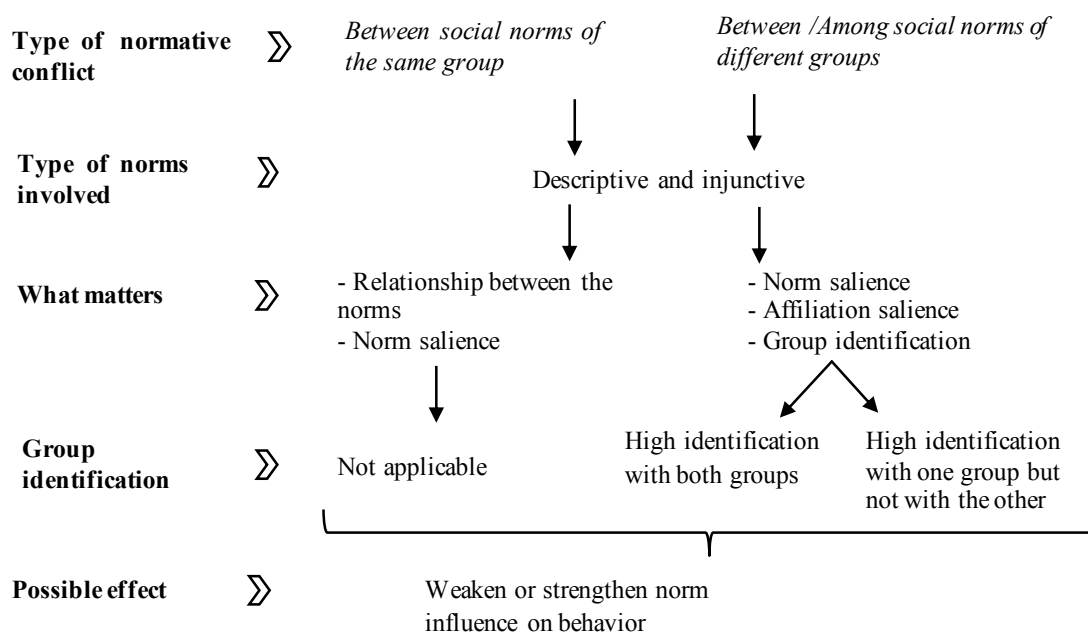 Type of normative
conflict
Between social norms of
the same group
Between /Among social norms of
different groups
Type of norms
involved
Descriptive and injunctive
What matters
- Relationship between the
norms
- Norm salience
- Norm salience
- Affiliation salience
- Group identification
Group
identification
Not applicable
High identification
with both groups
High identification
with one group but
not with the other
Possible effect
Weaken or strengthen norm
influence on behavior